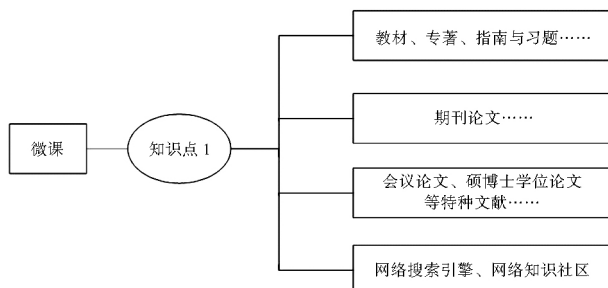 教材、专著、指南与习题……
期刊论文……
微课
知识点 1
会议论文、硕博士学位论文
等特种文献……
网络搜索引擎、网络知识社区